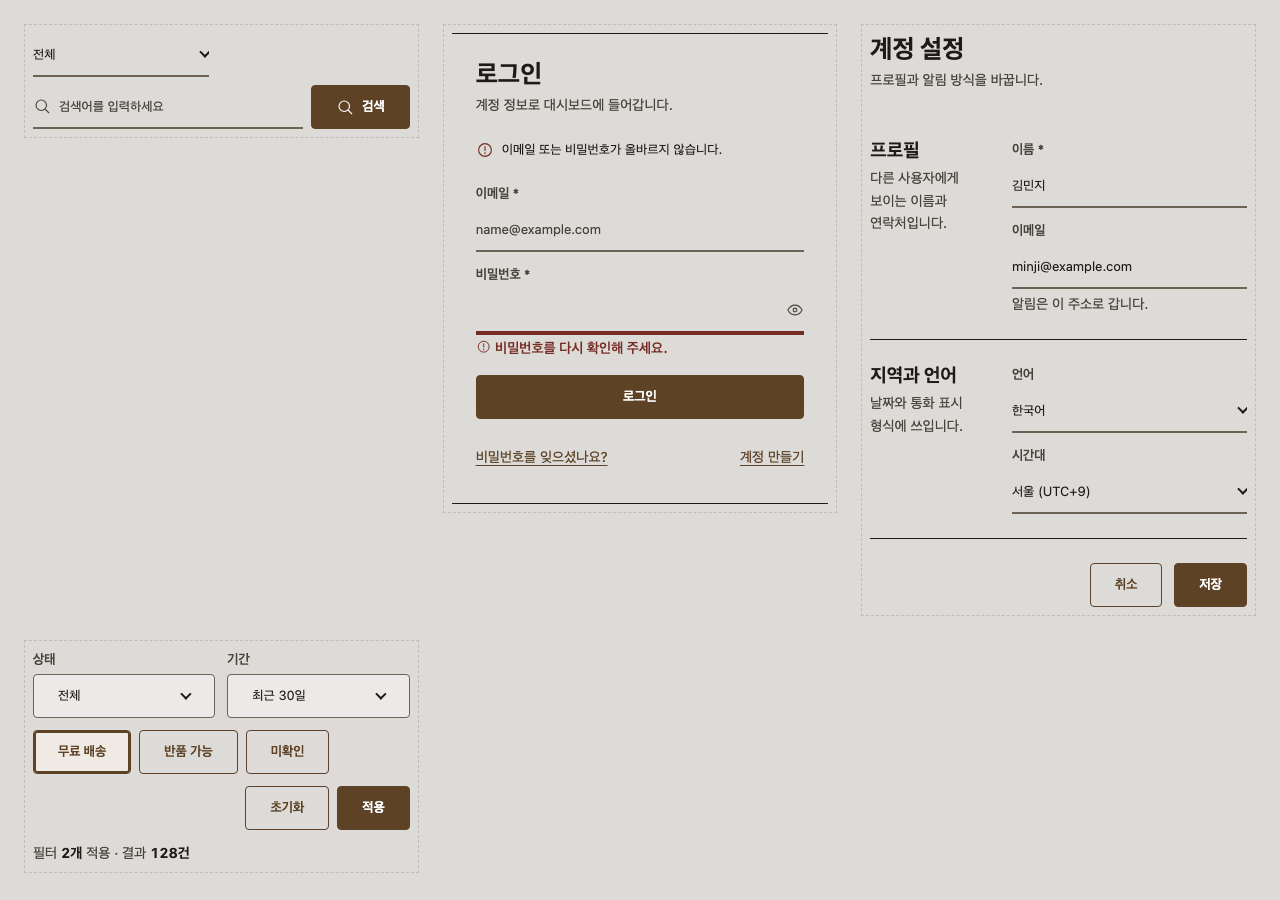 전체
검색어를 입력하세요
검색
로그인
계정 정보로 대시보드에 들어갑니다.
이메일 또는 비밀번호가 올바르지 않습니다.
이메일 *
name@example.com
비밀번호 *
비밀번호를 다시 확인해 주세요.
로그인
비밀번호를 잊으셨나요?
계정 만들기
계정 설정
프로필과 알림 방식을 바꿉니다.
프로필
다른 사용자에게
보이는 이름과
연락처입니다.
이름 *
김민지
이메일
minji@example.com
알림은 이 주소로 갑니다.
지역과 언어
날짜와 통화 표시
형식에 쓰입니다.
언어
한국어
시간대
서울 (UTC+9)
취소
저장
상태
기간
전체
최근 30일
무료 배송
반품 가능
미확인
초기화
적용
필터 2개 적용 · 결과 128건